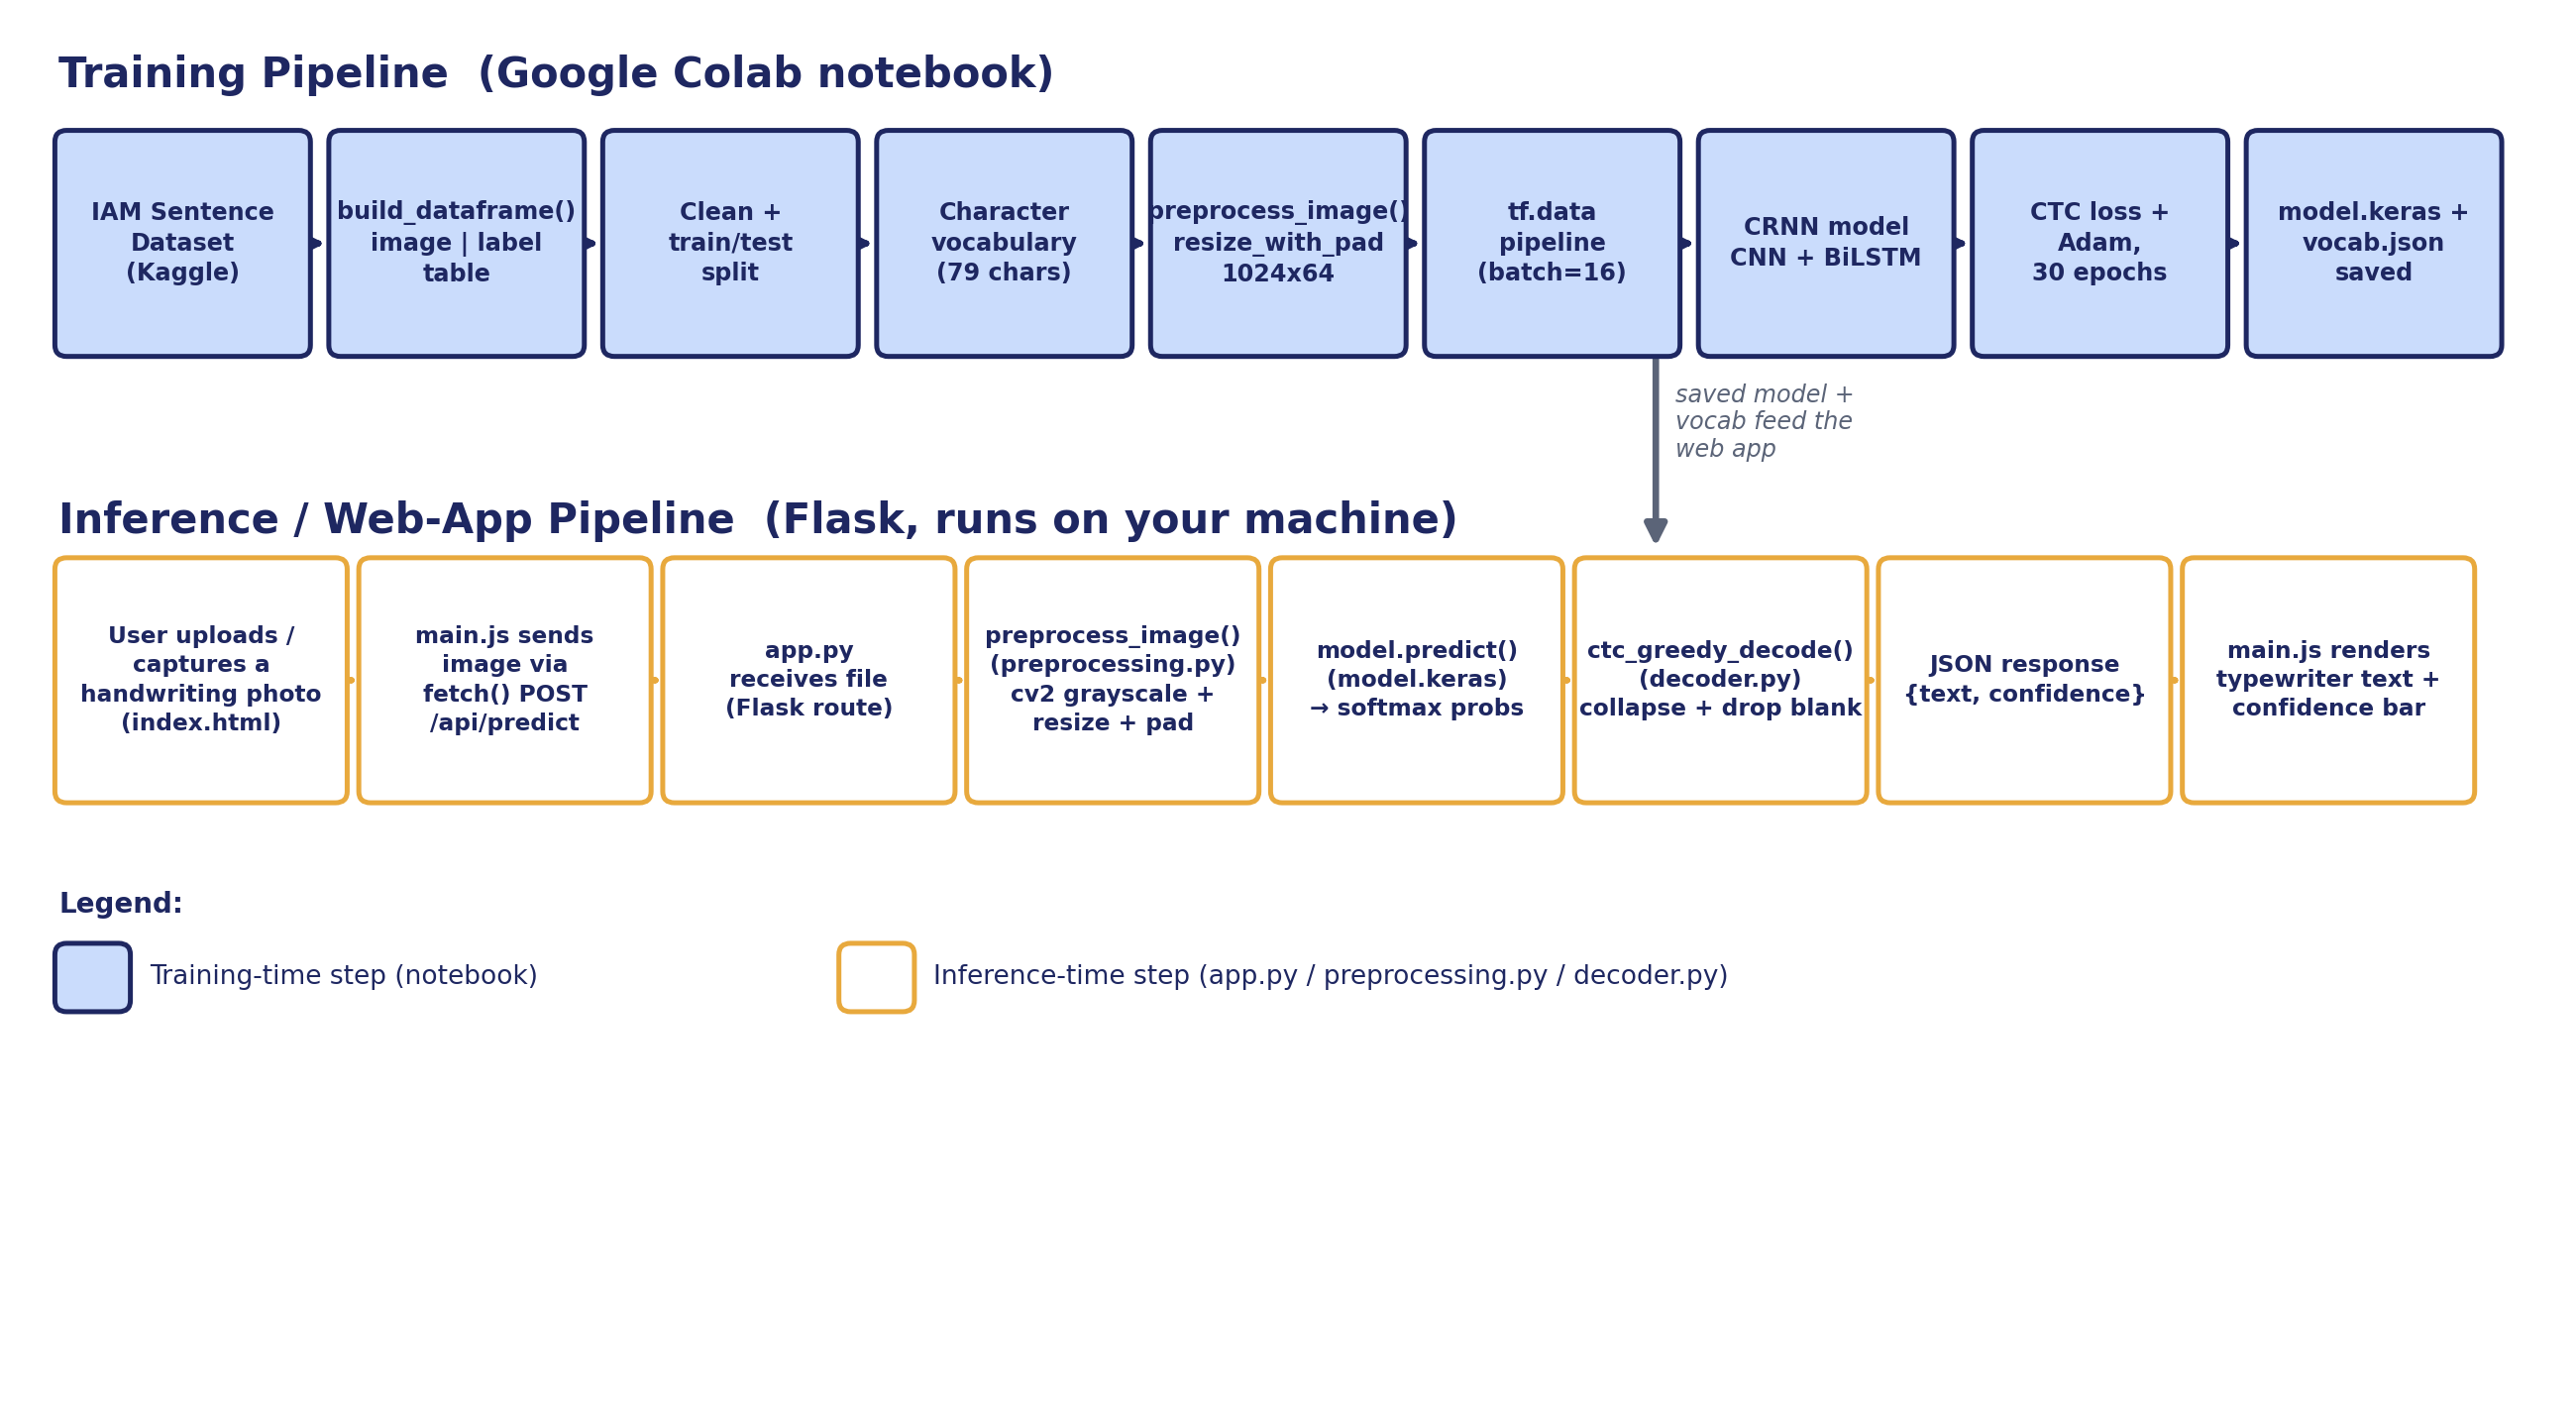 Training Pipeline  (Google Colab notebook)
IAM Sentence
Dataset
(Kaggle)
build_dataframe()
image | label
table
Clean +
train/test
split
Character
vocabulary
(79 chars)
preprocess_image()
resize_with_pad
1024x64
tf.data
pipeline
(batch=16)
CRNN model
CNN + BiLSTM
CTC loss +
Adam,
30 epochs
model.keras +
vocab.json
saved
saved model +
vocab feed the
web app
Inference / Web-App Pipeline  (Flask, runs on your machine)
User uploads /
captures a
handwriting photo
(index.html)
main.js sends
image via
fetch() POST
/api/predict
app.py
receives file
(Flask route)
preprocess_image()
(preprocessing.py)
cv2 grayscale +
resize + pad
model.predict()
(model.keras)
→ softmax probs
ctc_greedy_decode()
(decoder.py)
collapse + drop blank
JSON response
{text, confidence}
main.js renders
typewriter text +
confidence bar
Legend:
Training-time step (notebook)
Inference-time step (app.py / preprocessing.py / decoder.py)